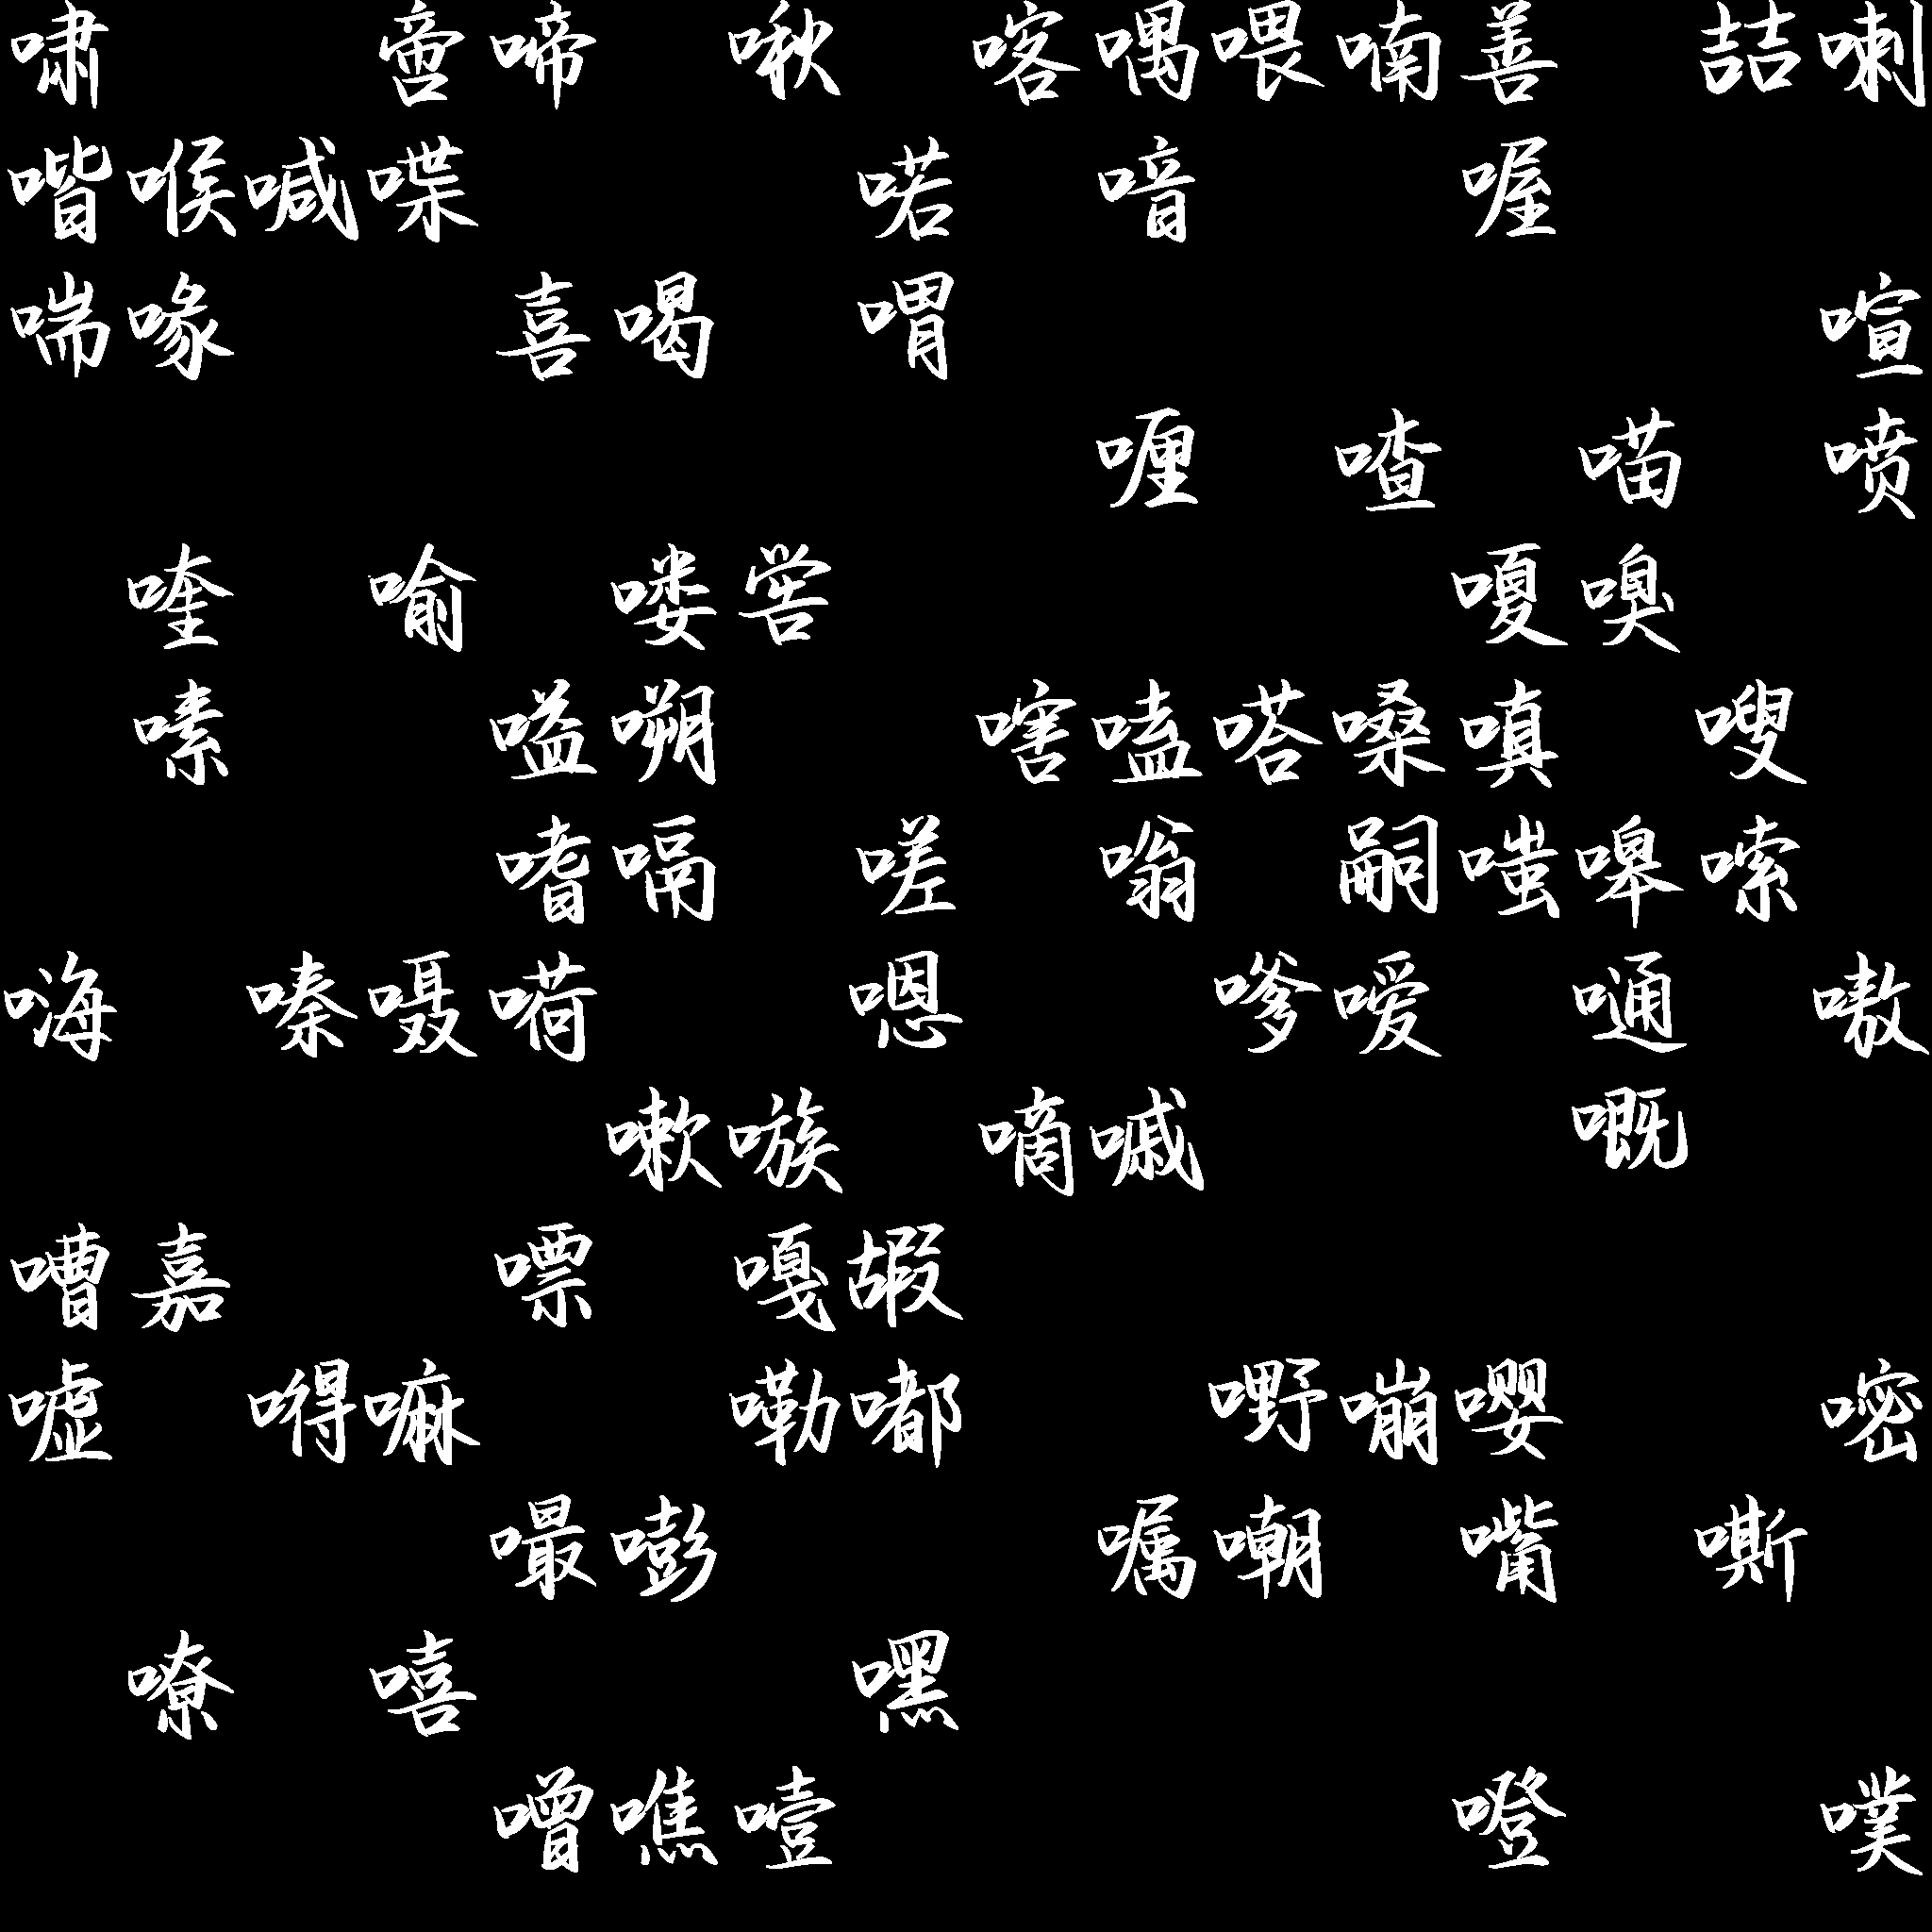 啸 啻 啼 啾 喀 喁 喂 喃 善 喆 喇
喈 喉 喊 喋 喏 喑 喔
喘 喙 喜 喝 喟 喧
喱 喳 喵 喷
喹 喻 喽 喾 嗄 嗅
嗉 嗌 嗍 嗐 嗑 嗒 嗓 嗔 嗖
嗜 嗝 嗟 嗡 嗣 嗤 嗥 嗦
嗨 嗪 嗫 嗬 嗯 嗲 嗳 嗵 嗷
嗽 嗾 嘀 嘁 嘅
嘈 嘉 嘌 嘎 嘏
嘘 嘚 嘛 嘞 嘟 嘢 嘣 嘤 嘧
嘬 嘭 嘱 嘲 嘴 嘶
嘹 嘻 嘿
噌 噍 噎 噔 噗